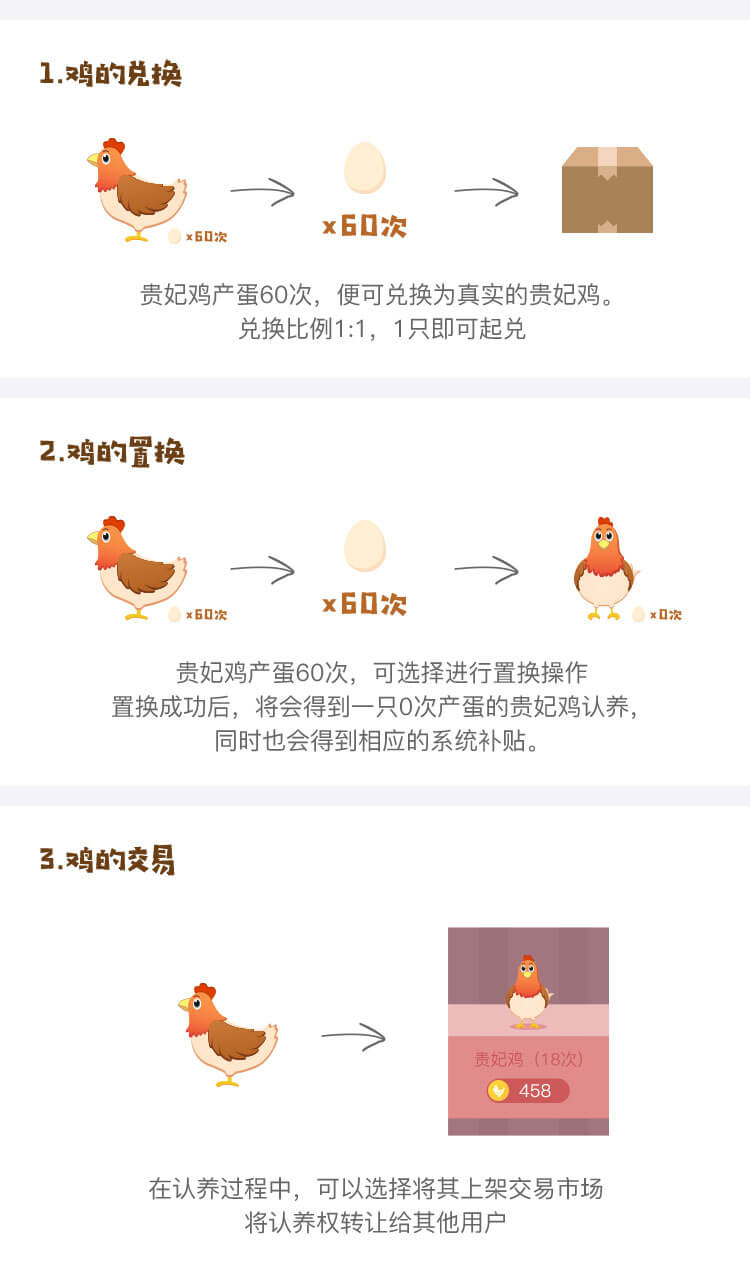 1.鸡的兑换
x60次
x60次
贵妃鸡产蛋60次，便可兑换为真实的贵妃鸡。
兑换比例1:1，1只即可起兑
2.鸡的置换
x60次
x60次
x0次
贵妃鸡产蛋60次，可选择进行置换操作
置换成功后，将会得到一只0次产蛋的贵妃鸡认养，
同时也会得到相应的系统补贴。
3.鸡的交易
贵妃鸡（18次）
458
在认养过程中，可以选择将其上架交易市场
将认养权转让给其他用户